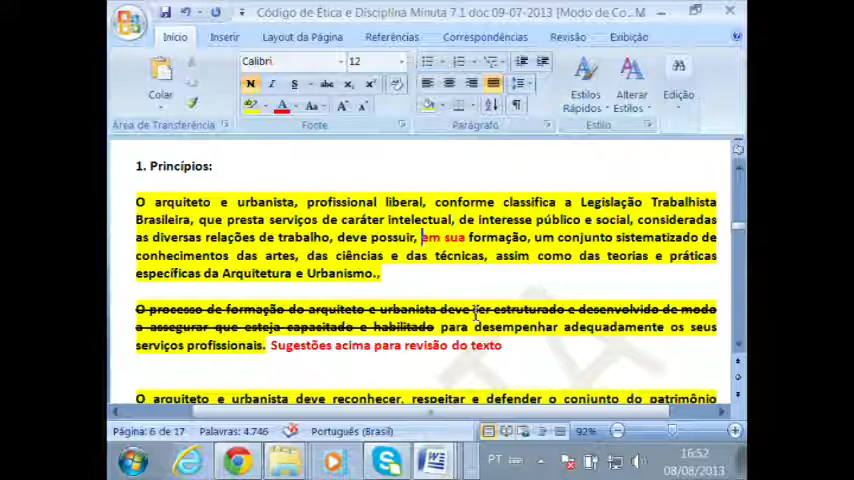 Código de Ética e Disciplina Minuta 7.1 doc 09-07-2013 [Modo de Co... M
Início Inserir Layout da Página Referências Correspondências Revisão Exibição
Calibri 12
Colar
N I S abc x₂ x²
Aa A A
Estilos Rápidos Alterar Estilos Edição
Área de Transferência Fonte Parágrafo Estilo
1. Princípios:
O arquiteto e urbanista, profissional liberal, conforme classifica a Legislação Trabalhista
Brasileira, que presta serviços de caráter intelectual, de interesse público e social, consideradas
as diversas relações de trabalho, deve possuir, em sua formação, um conjunto sistematizado de
conhecimentos das artes, das ciências e das técnicas, assim como das teorias e práticas
específicas da Arquitetura e Urbanismo.,
O processo de formação do arquiteto e urbanista deve ser estruturado e desenvolvido de modo
a assegurar que esteja capacitado e habilitado para desempenhar adequadamente os seus
serviços profissionais. Sugestões acima para revisão do texto
O arquiteto e urbanista deve reconhecer, respeitar e defender o conjunto do patrimônio
Página: 6 de 17 Palavras: 4.746 Português (Brasil) 92%
PT 16:52
08/08/2013